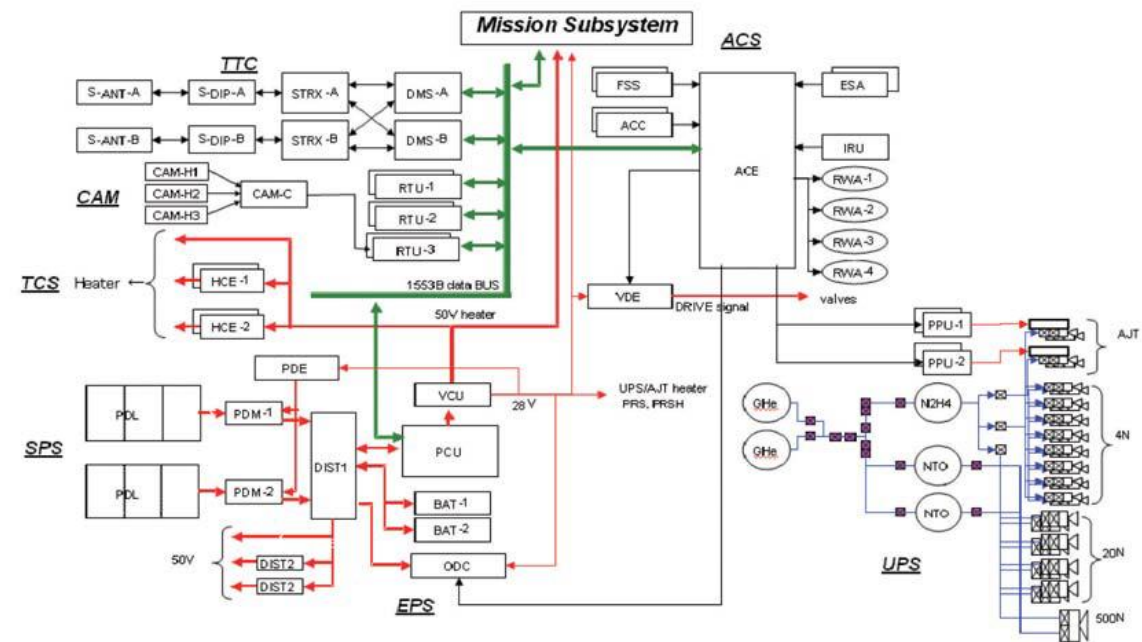 Mission Subsystem
TTC
ACS
S-ANT-A
S-DIP-A
STRX-A
DMS-A
S-ANT-B
S-DIP-B
STRX-B
DMS-B
FSS
ESA
ACC
IRU
ACE
CAM-H1
CAM-H2
CAM-H3
CAM
CAM-C
RTU-1
RTU-2
RTU-3
RWA-1
RWA-2
RWA-3
RWA-4
TCS
Heater
HCE-1
HCE-2
1553B data BUS
50V heater
VDE
DRIVE signal
valves
PPU-1
PPU-2
AJT
PDE
VCU
28V
UPS/AJT heater
PRS, IPRSH
SPS
PDL
PDM-1
DIST1
PCU
PDL
PDM-2
BAT-1
BAT-2
50V
DIST2
DIST2
ODC
EPS
GHe
GHe
N2H4
NTO
NTO
UPS
4N
20N
500N